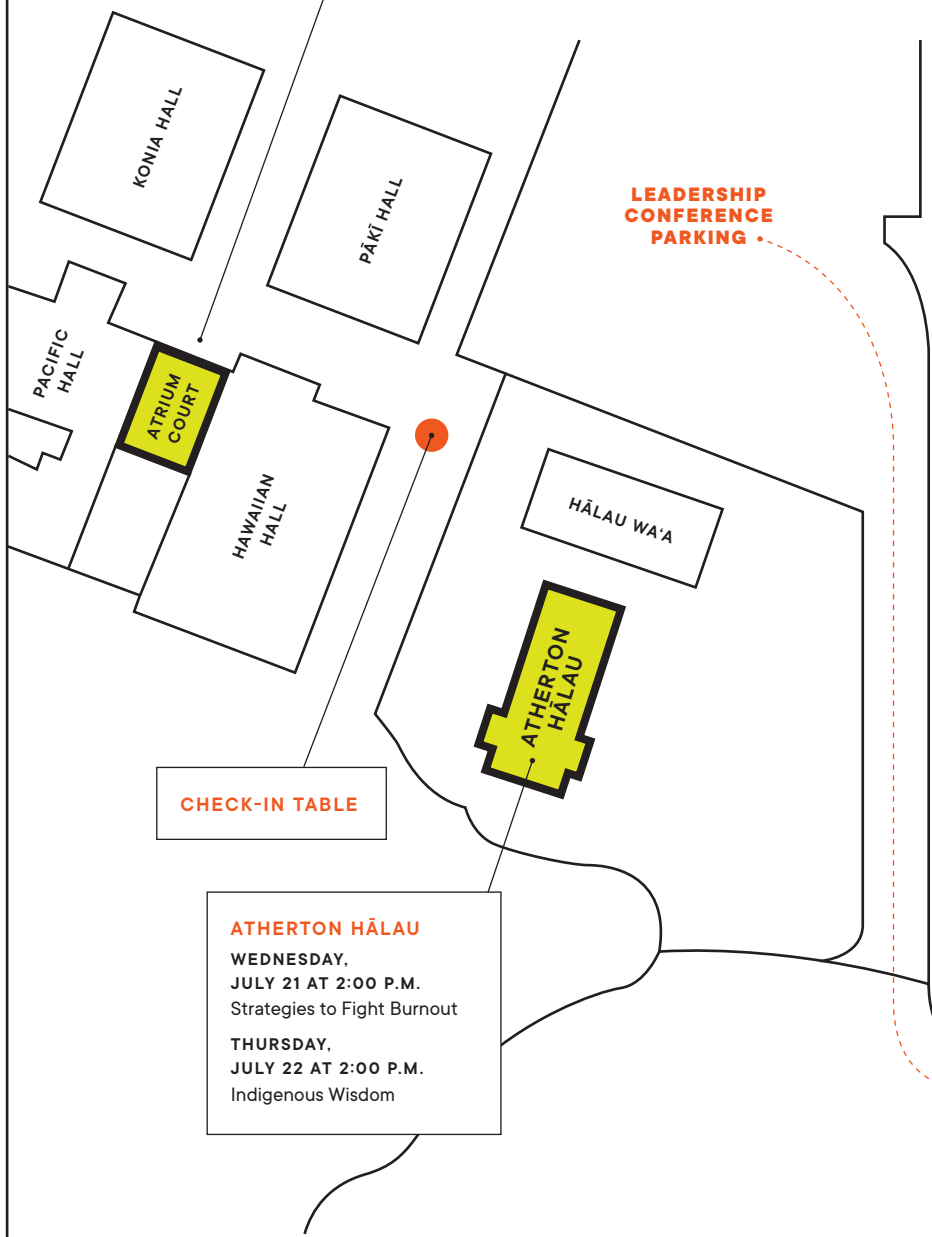 KONIA HALL
PĀKĪ HALL
LEADERSHIP
CONFERENCE
PARKING
PACIFIC
HALL
ATRIUM
COURT
HAWAIIAN
HALL
HĀLAU WAʻA
ATHERTON
HĀLAU
CHECK-IN TABLE
ATHERTON HĀLAU
WEDNESDAY,
JULY 21 AT 2:00 P.M.
Strategies to Fight Burnout
THURSDAY,
JULY 22 AT 2:00 P.M.
Indigenous Wisdom